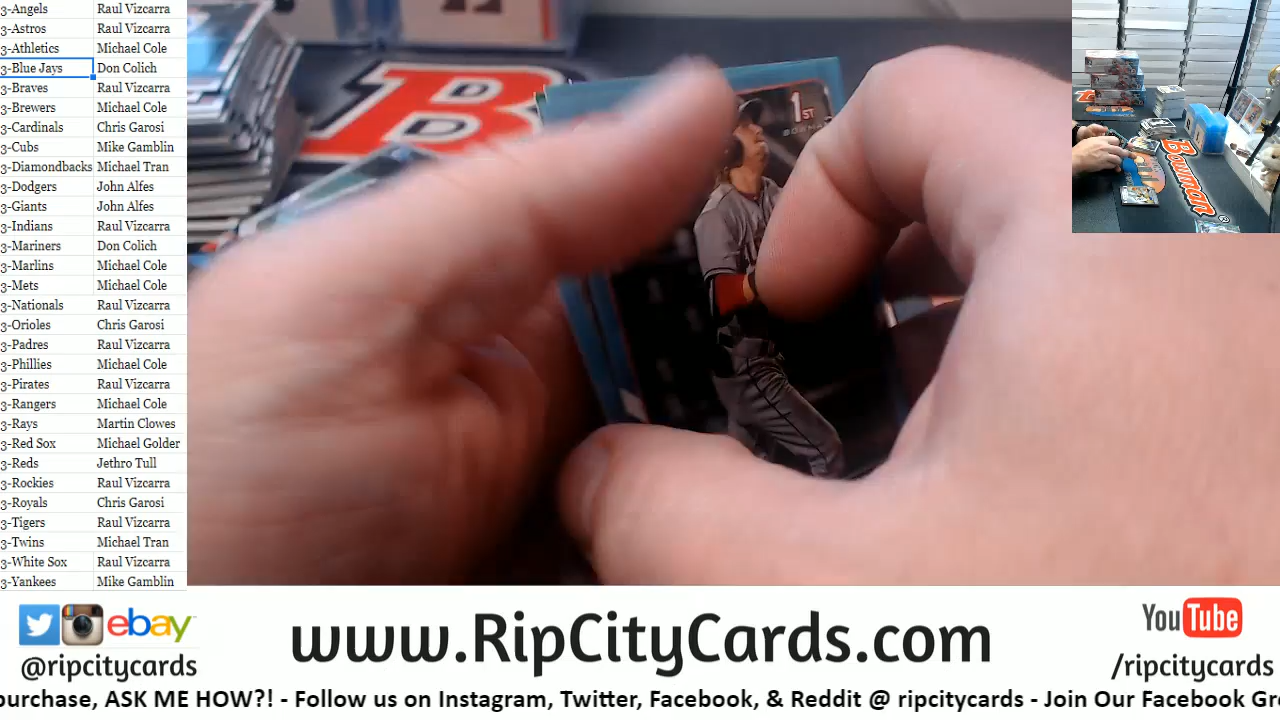 3-Angels Raul Vizcarra
3-Astros Raul Vizcarra
3-Athletics Michael Cole
3-Blue Jays Don Colich
3-Braves Raul Vizcarra
3-Brewers Michael Cole
3-Cardinals Chris Garosi
3-Cubs Mike Gamblin
3-Diamondbacks Michael Tran
3-Dodgers John Alfes
3-Giants John Alfes
3-Indians Raul Vizcarra
3-Mariners Don Colich
3-Marlins Michael Cole
3-Mets Michael Cole
3-Nationals Raul Vizcarra
3-Orioles Chris Garosi
3-Padres Raul Vizcarra
3-Phillies Michael Cole
3-Pirates Raul Vizcarra
3-Rangers Michael Cole
3-Rays Martin Clowes
3-Red Sox Michael Golder
3-Reds Jethro Tull
3-Rockies Raul Vizcarra
3-Royals Chris Garosi
3-Tigers Raul Vizcarra
3-Twins Michael Tran
3-White Sox Raul Vizcarra
3-Yankees Mike Gamblin
B
1ST
Bowman
ebay
@ripcitycards
www.RipCityCards.com
YouTube
/ripcitycards
purchase, ASK ME HOW?! - Follow us on Instagram, Twitter, Facebook, & Reddit @ ripcitycards - Join Our Facebook Gr